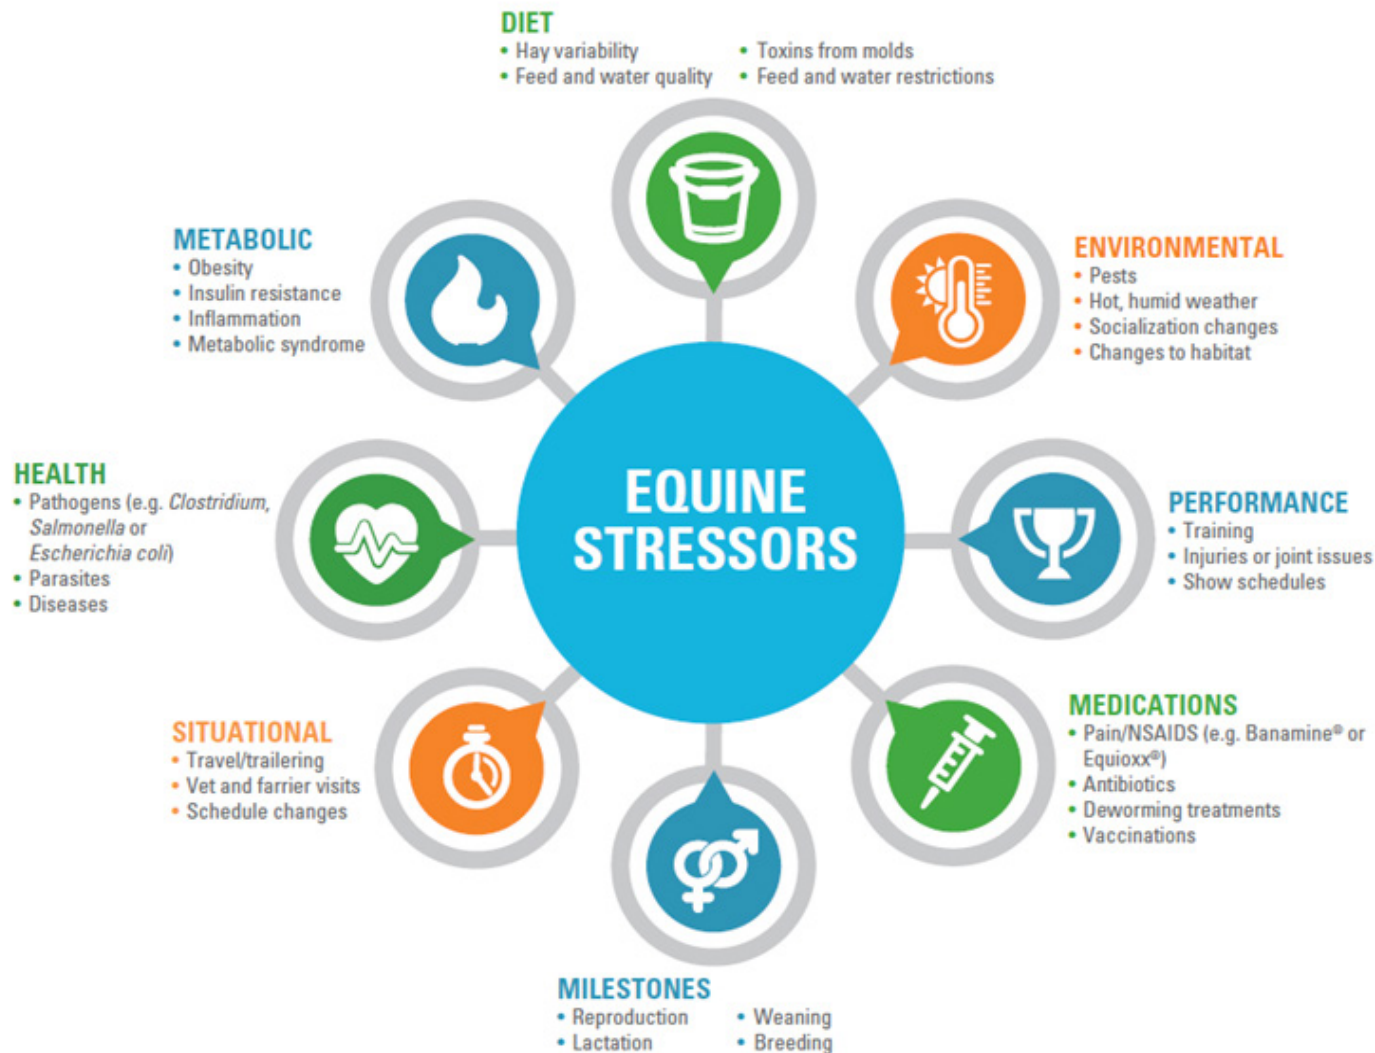 DIET
• Hay variability
• Feed and water quality
• Toxins from molds
• Feed and water restrictions
METABOLIC
• Obesity
• Insulin resistance
• Inflammation
• Metabolic syndrome
ENVIRONMENTAL
• Pests
• Hot, humid weather
• Socialization changes
• Changes to habitat
EQUINE
STRESSORS
HEALTH
• Pathogens (e.g. Clostridium,
Salmonella or
Escherichia coli)
• Parasites
• Diseases
PERFORMANCE
• Training
• Injuries or joint issues
• Show schedules
SITUATIONAL
• Travel/trailering
• Vet and farrier visits
• Schedule changes
MEDICATIONS
• Pain/NSAIDS (e.g. Banamine® or
Equioxx®)
• Antibiotics
• Deworming treatments
• Vaccinations
MILESTONES
• Reproduction
• Lactation
• Weaning
• Breeding